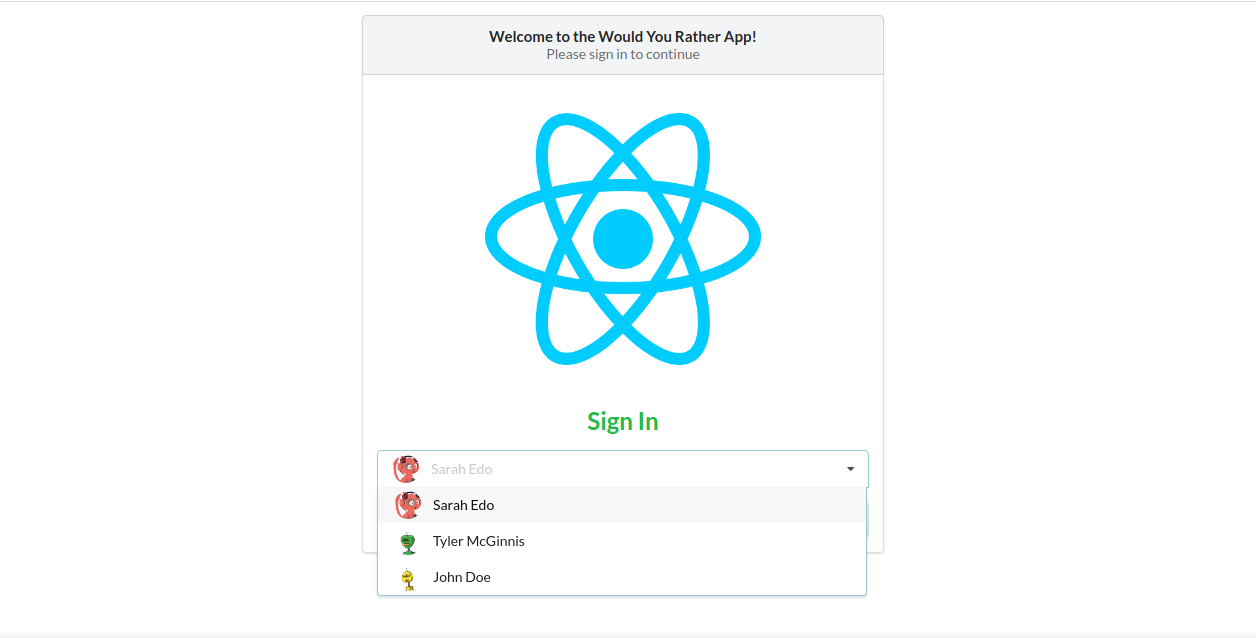 Welcome to the Would You Rather App!
Please sign in to continue
Sign In
Sarah Edo
Sarah Edo
Tyler McGinnis
John Doe